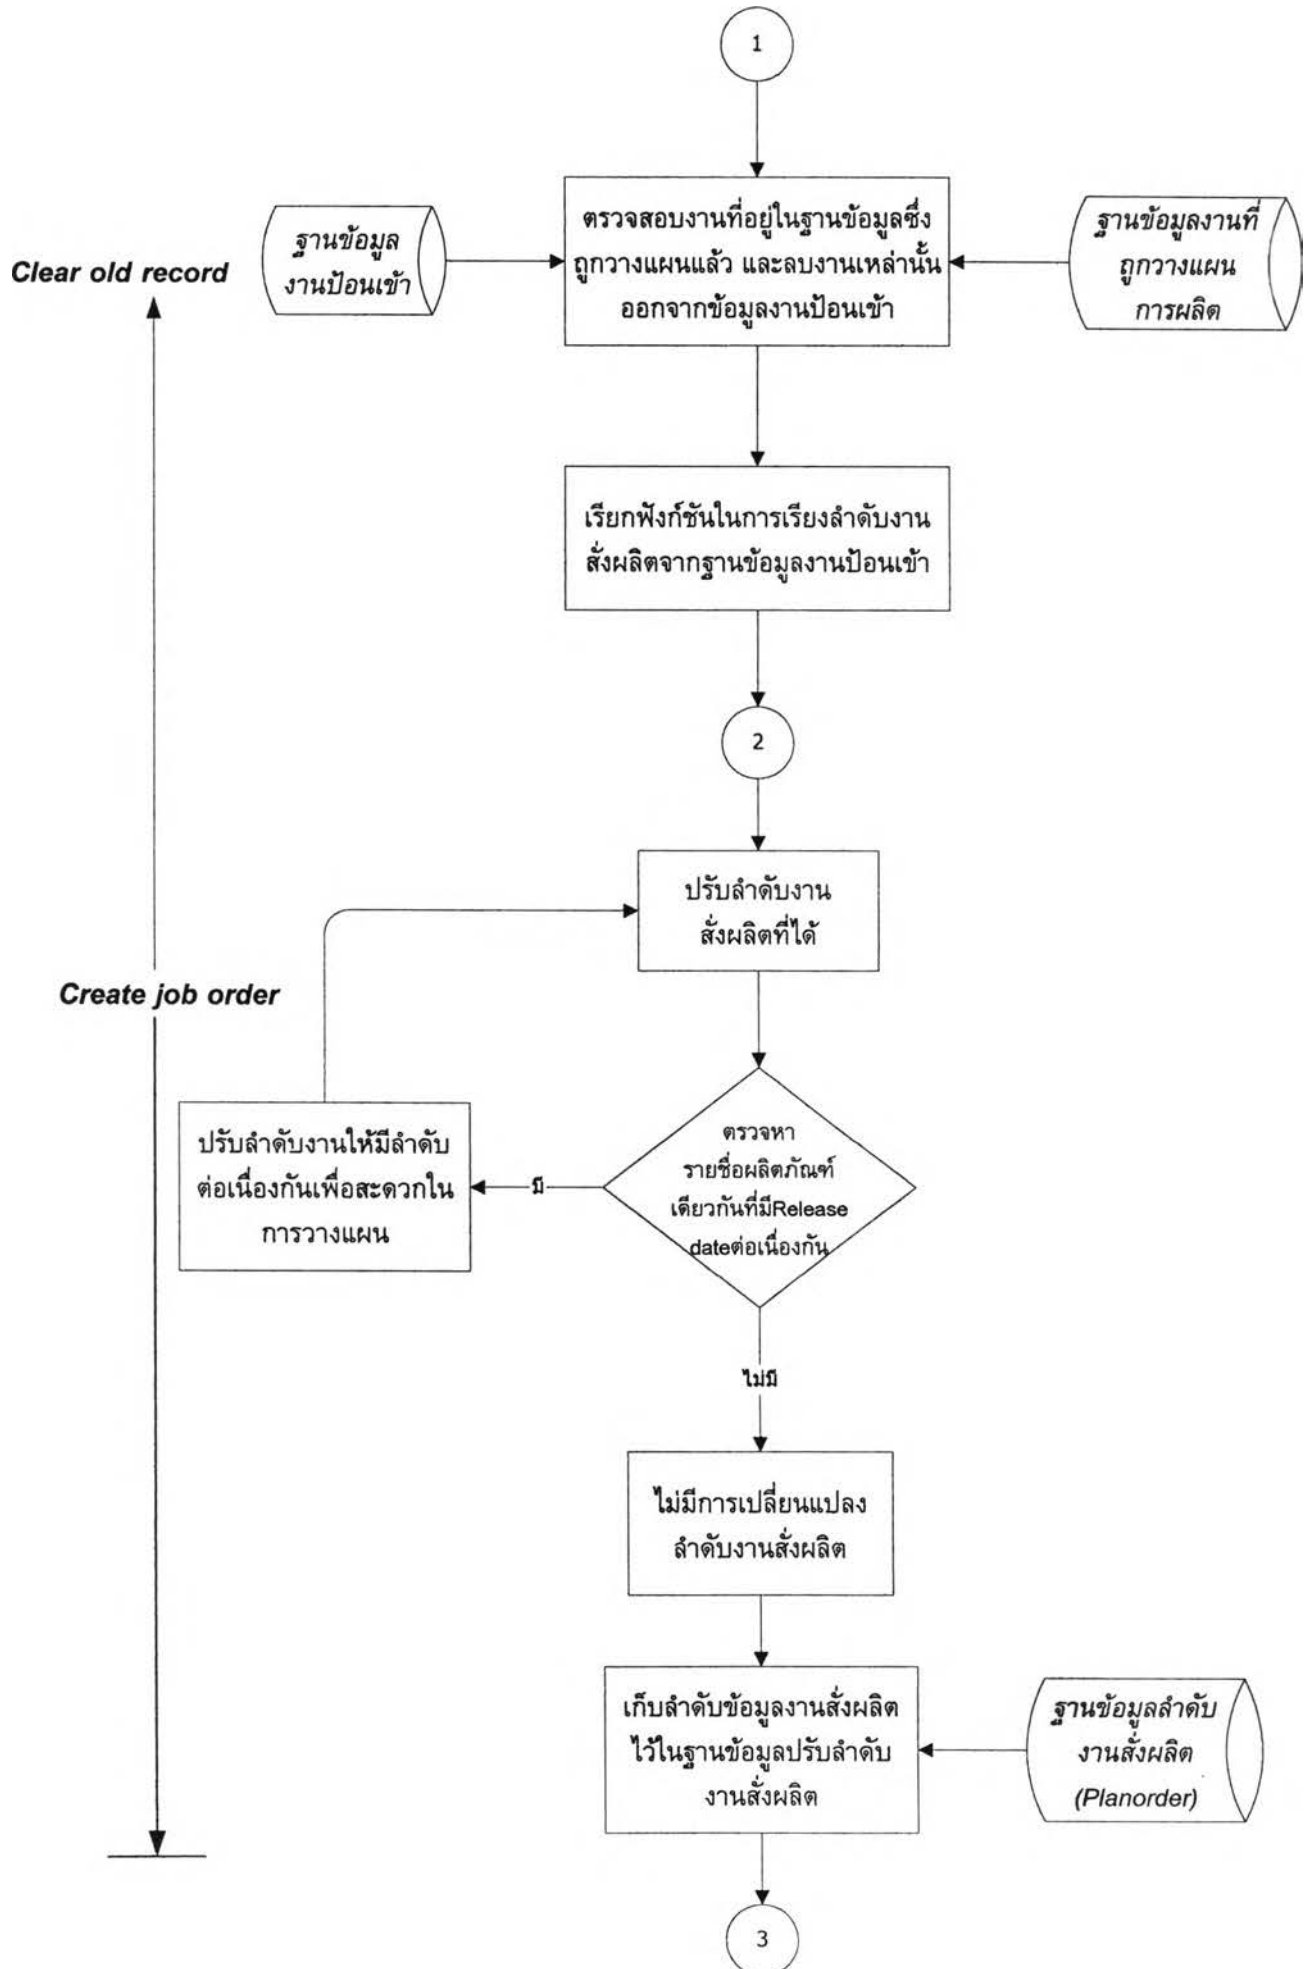 1
ตรวจสอบงานที่อยู่ในฐานข้อมูลซึ่ง
ถูกวางแผนแล้ว และลบงานเหล่านั้น
ออกจากข้อมูลงานป้อนเข้า
ฐานข้อมูล
งานป้อนเข้า
ฐานข้อมูลงานที่
ถูกวางแผน
การผลิต
Clear old record
เรียกฟังก์ชันในการเรียงลำดับงาน
สั่งผลิตจากฐานข้อมูลงานป้อนเข้า
2
ปรับลำดับงาน
สั่งผลิตที่ได้
Create job order
ปรับลำดับงานให้มีลำดับ
ต่อเนื่องกันเพื่อสะดวกใน
การวางแผน
มี
ตรวจหา
รายชื่อผลิตภัณฑ์
เดียวกันที่มีRelease
dateต่อเนื่องกัน
ไม่มี
ไม่มีการเปลี่ยนแปลง
ลำดับงานสั่งผลิต
เก็บลำดับข้อมูลงานสั่งผลิต
ไว้ในฐานข้อมูลปรับลำดับ
งานสั่งผลิต
ฐานข้อมูลลำดับ
งานสั่งผลิต
(Planorder)
3